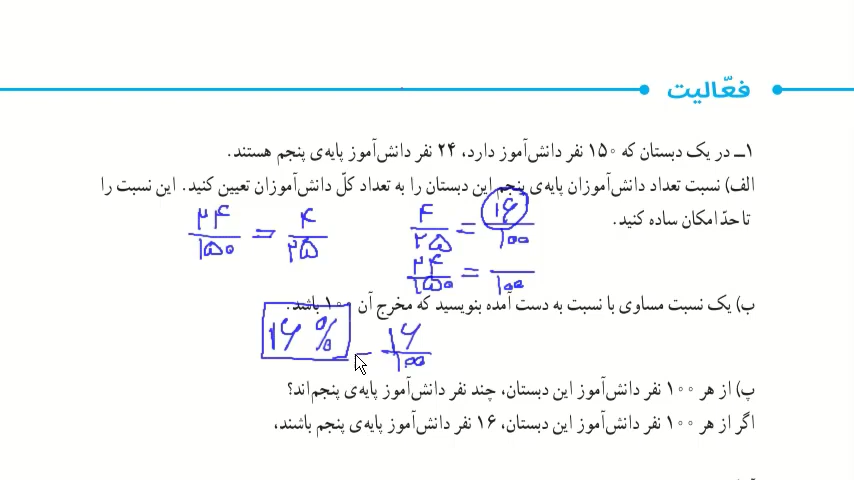 فعّالیت
۱ــ در یک دبستان که ۱۵۰ نفر دانش‌آموز دارد، ۲۴ نفر دانش‌آموز پایه‌ی پنجم هستند.
الف) نسبت تعداد دانش‌آموزان پایه‌ی پنجم این دبستان را به تعداد کلّ دانش‌آموزان تعیین کنید. این نسبت را
تا حدّ امکان ساده کنید.
۲۴/۱۵۰ = ۴/۲۵
۴/۲۵ = ۱۶/۱۰۰
۲۴/۱۵۰ = /۱۰۰
ب) یک نسبت مساوی با نسبت به دست آمده بنویسید که مخرج آن ۱۰۰ باشد.
۱۶ % = ۱۶/۱۰۰
پ) از هر ۱۰۰ نفر دانش‌آموز این دبستان، چند نفر دانش‌آموز پایه‌ی پنجم‌اند؟
اگر از هر ۱۰۰ نفر دانش‌آموز این دبستان، ۱۶ نفر دانش‌آموز پایه‌ی پنجم باشند،